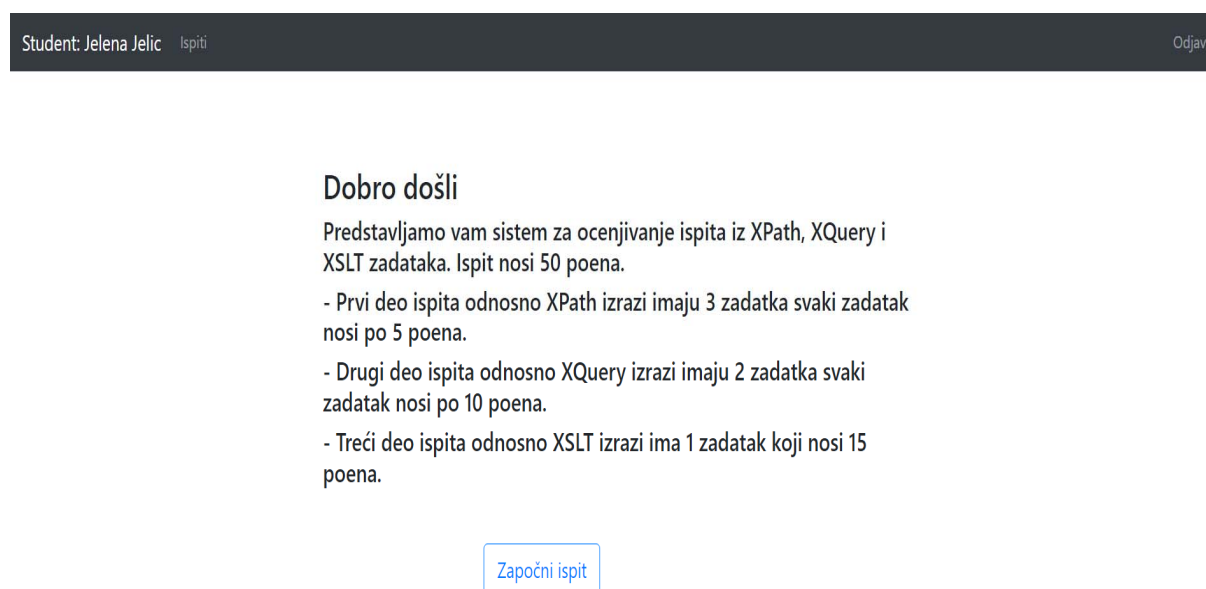 Student: Jelena Jelic Ispiti Odjav
Dobro došli
Predstavljamo vam sistem za ocenjivanje ispita iz XPath, XQuery i
XSLT zadataka. Ispit nosi 50 poena.
- Prvi deo ispita odnosno XPath izrazi imaju 3 zadatka svaki zadatak
nosi po 5 poena.
- Drugi deo ispita odnosno XQuery izrazi imaju 2 zadatka svaki
zadatak nosi po 10 poena.
- Treći deo ispita odnosno XSLT izrazi ima 1 zadatak koji nosi 15
poena.
Započni ispit